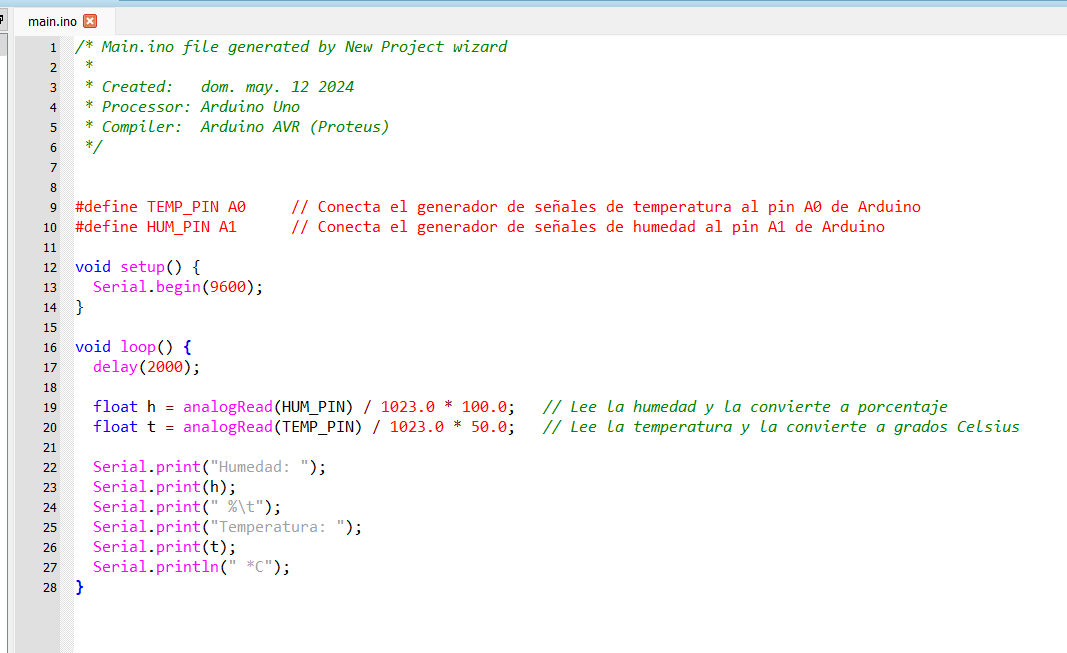 main.ino
1 /* Main.ino file generated by New Project wizard
2  *
3  * Created:   dom. may. 12 2024
4  * Processor: Arduino Uno
5  * Compiler:  Arduino AVR (Proteus)
6  */
7
8
9 #define TEMP_PIN A0     // Conecta el generador de señales de temperatura al pin A0 de Arduino
10 #define HUM_PIN A1      // Conecta el generador de señales de humedad al pin A1 de Arduino
11
12 void setup() {
13   Serial.begin(9600);
14 }
15
16 void loop() {
17   delay(2000);
18
19   float h = analogRead(HUM_PIN) / 1023.0 * 100.0;   // Lee la humedad y la convierte a porcentaje
20   float t = analogRead(TEMP_PIN) / 1023.0 * 50.0;   // Lee la temperatura y la convierte a grados Celsius
21
22   Serial.print("Humedad: ");
23   Serial.print(h);
24   Serial.print(" %\t");
25   Serial.print("Temperatura: ");
26   Serial.print(t);
27   Serial.println(" *C");
28 }